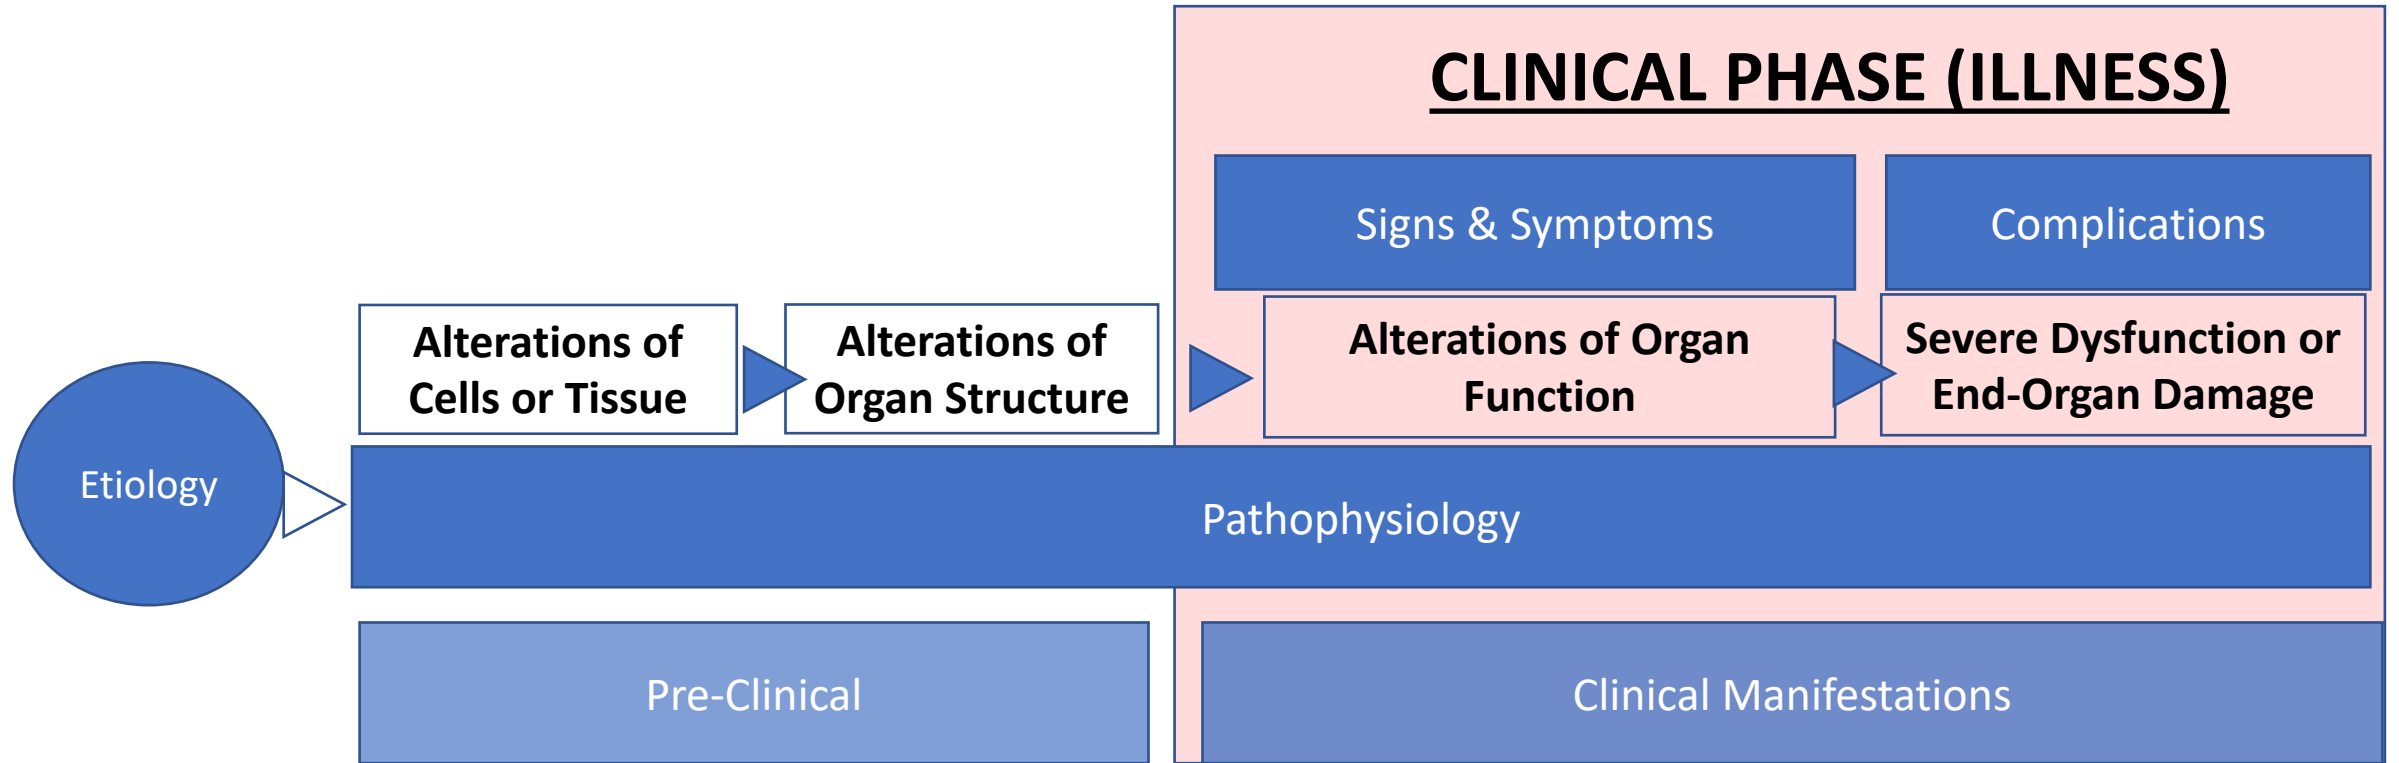 CLINICAL PHASE (ILLNESS)
Signs & Symptoms
Complications
Alterations of
Cells or Tissue
Alterations of
Organ Structure
Alterations of Organ
Function
Severe Dysfunction or
End-Organ Damage
Etiology
Pathophysiology
Pre-Clinical
Clinical Manifestations